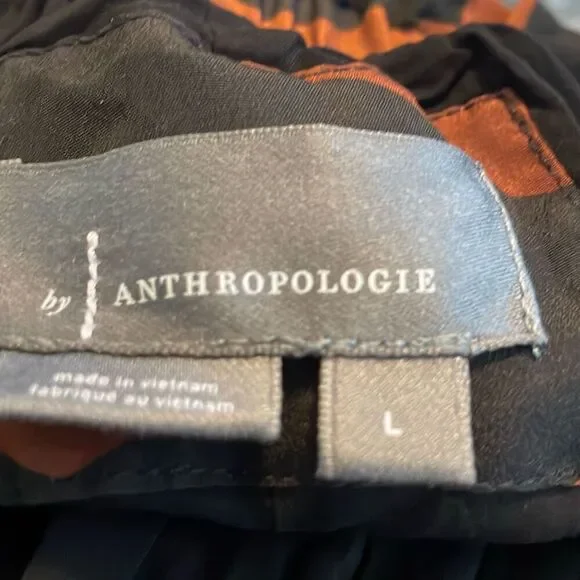 by | ANTHROPOLOGIE
made in vietnam
fabriqué au vietnam
L